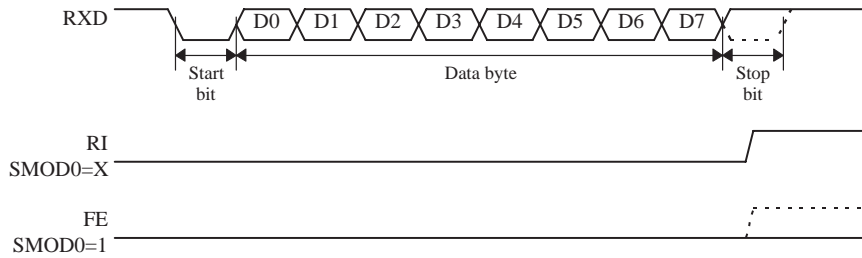 RXD
D0 D1 D2 D3 D4 D5 D6 D7
Start
bit
Data byte
Stop
bit
RI
SMOD0=X
FE
SMOD0=1